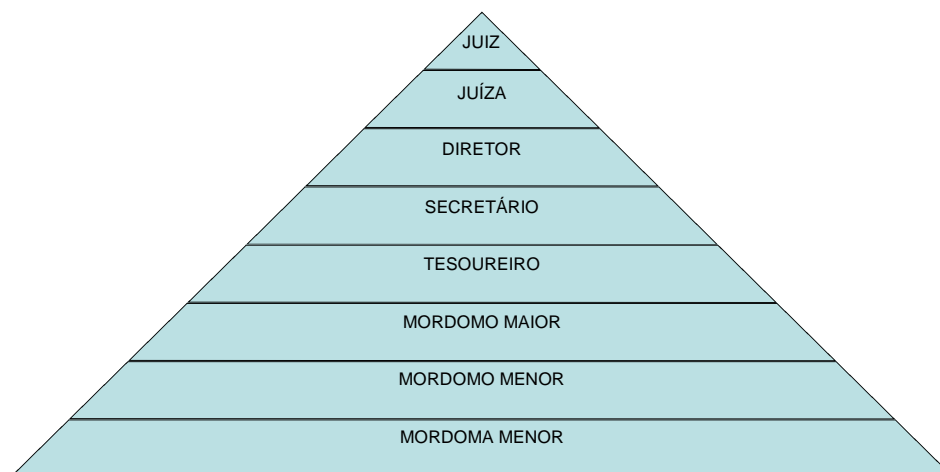 JUIZ
JUÍZA
DIRETOR
SECRETÁRIO
TESOUREIRO
MORDOMO MAIOR
MORDOMO MENOR
MORDOMA MENOR